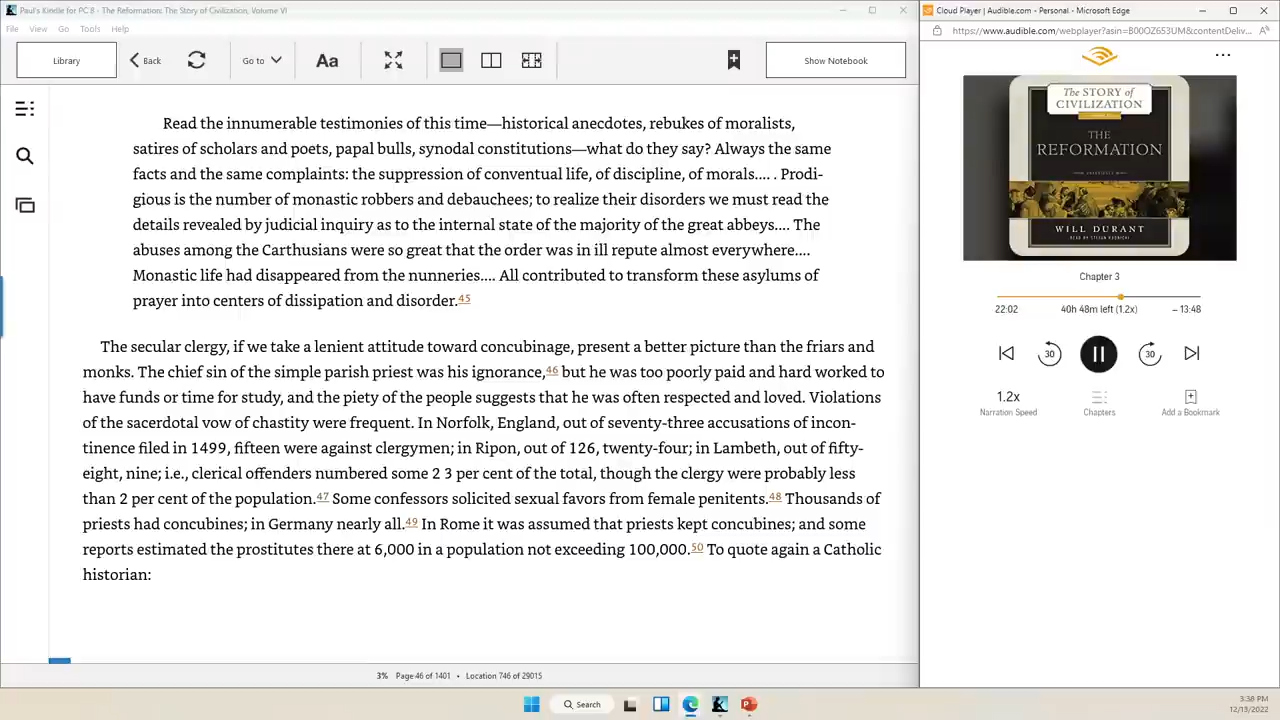 Paul's Kindle for PC 8 - The Reformation: The Story of Civilization, Volume VI
File View Go Tools Help
Library
Back
Go to
Aa
Show Notebook
Read the innumerable testimonies of this time—historical anecdotes, rebukes of moralists,
satires of scholars and poets, papal bulls, synodal constitutions—what do they say? Always the same
facts and the same complaints: the suppression of conventual life, of discipline, of morals.... . Prodi-
gious is the number of monastic robbers and debauchees; to realize their disorders we must read the
details revealed by judicial inquiry as to the internal state of the majority of the great abbeys.... The
abuses among the Carthusians were so great that the order was in ill repute almost everywhere....
Monastic life had disappeared from the nunneries.... All contributed to transform these asylums of
prayer into centers of dissipation and disorder.45
The secular clergy, if we take a lenient attitude toward concubinage, present a better picture than the friars and
monks. The chief sin of the simple parish priest was his ignorance,46 but he was too poorly paid and hard worked to
have funds or time for study, and the piety of the people suggests that he was often respected and loved. Violations
of the sacerdotal vow of chastity were frequent. In Norfolk, England, out of seventy-three accusations of incon-
tinence filed in 1499, fifteen were against clergymen; in Ripon, out of 126, twenty-four; in Lambeth, out of fifty-
eight, nine; i.e., clerical offenders numbered some 2 3 per cent of the total, though the clergy were probably less
than 2 per cent of the population.47 Some confessors solicited sexual favors from female penitents.48 Thousands of
priests had concubines; in Germany nearly all.49 In Rome it was assumed that priests kept concubines; and some
reports estimated the prostitutes there at 6,000 in a population not exceeding 100,000.50 To quote again a Catholic
historian:
3% Page 46 of 1401 • Location 746 of 29015
Cloud Player | Audible.com - Personal - Microsoft Edge
https://www.audible.com/webplayer?asin=B00OZ653UM&contentDeliv...
The STORY of
CIVILIZATION
THE
REFORMATION
UNABRIDGED
WILL DURANT
READ BY STEFAN RUDNICKI
Chapter 3
22:02 40h 48m left (1.2x) – 13:48
30 30
1.2x
Narration Speed Chapters Add a Bookmark
Search
3:38 PM
12/13/2022